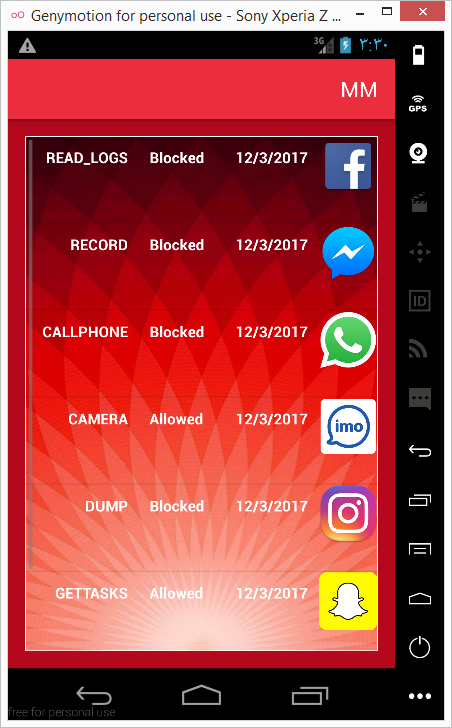 Genymotion for personal use - Sony Xperia Z ...
3G ٣:٣٠
GPS
MM
READ_LOGS Blocked 12/3/2017
RECORD Blocked 12/3/2017
ID
CALLPHONE Blocked 12/3/2017
CAMERA Allowed 12/3/2017 imo
DUMP Blocked 12/3/2017
GETTASKS Allowed 12/3/2017
free for personal use